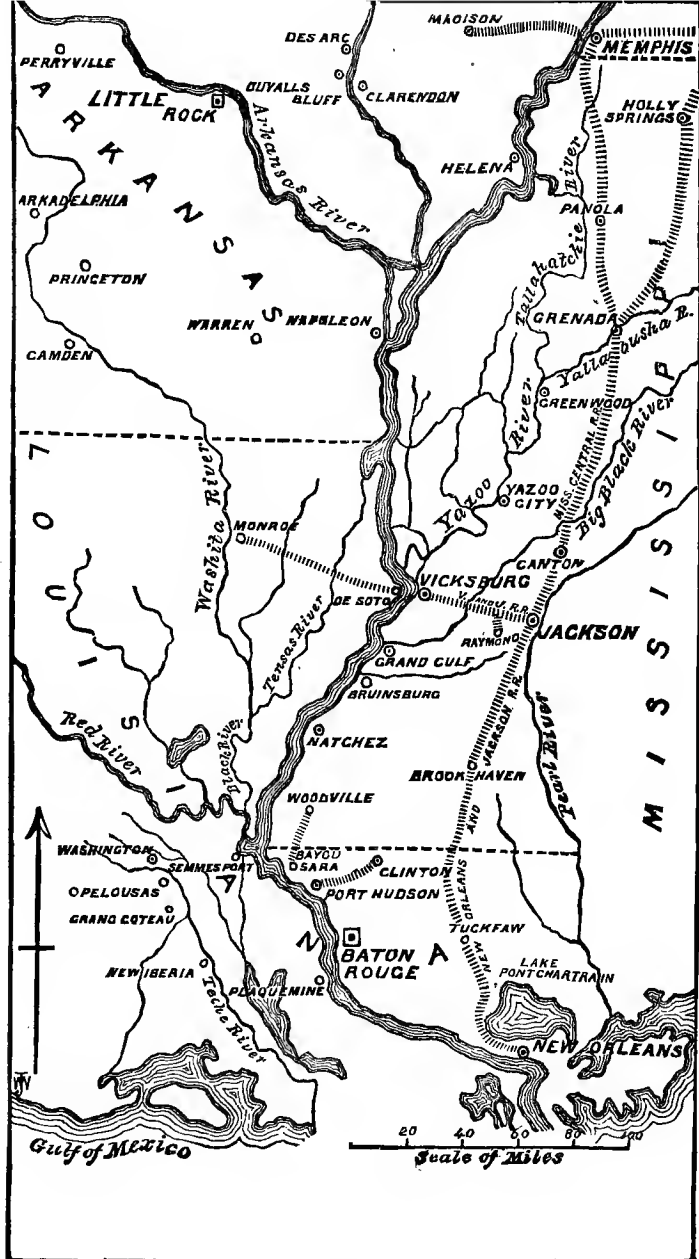 MADISON
DES ARC
MEMPHIS
PERRYVILLE
LITTLE ROCK
DUVALLS BLUFF
CLARENDON
HOLLY SPRINGS
ARKANSAS
Arkansas River
HELENA
ARKADELPHIA
PANOLA
Tallahatchie River
PRINCETON
WARREN
NAPOLEON
GRENADA
Yallabusha R.
CAMDEN
GREENWOOD
MISSISSIPPI
LOUISIANA
Washita River
Yazoo River
YAZOO CITY
MISS. CENTRAL R.R.
Big Black River
MONROE
CANTON
DE SOTO
VICKSBURG
V. AND J. R.R.
JACKSON
RAYMOND
Tensas River
GRAND GULF
BRUINSBURG
Red River
Black River
NATCHEZ
Pearl River
BROOKHAVEN
NEW ORLEANS AND JACKSON R.R.
WOODVILLE
WASHINGTON
SEMMESPORT
BAYOU SARA
CLINTON
PORT HUDSON
OPELOUSAS
GRAND COTEAU
TUCKFAW
BATON ROUGE
NEW IBERIA
PLAQUEMINE
LAKE PONTCHARTRAIN
Teche River
NEW ORLEANS
Gulf of Mexico
20 40 60 80 100
Scale of Miles